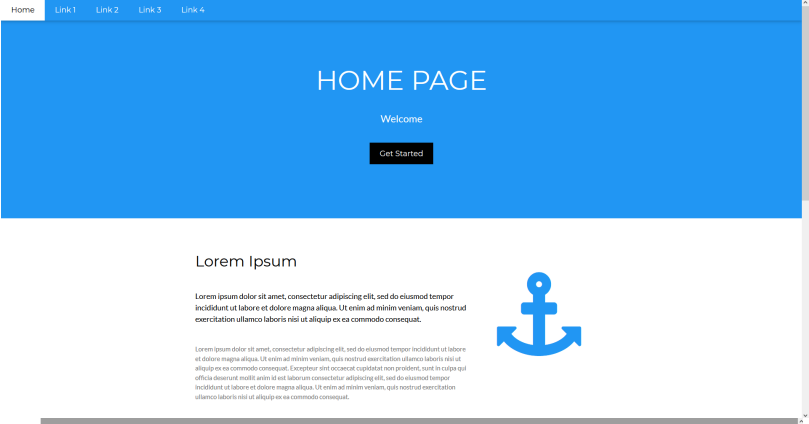 Home Link 1 Link 2 Link 3 Link 4
HOME PAGE
Welcome
Get Started
Lorem Ipsum
Lorem ipsum dolor sit amet, consectetur adipiscing elit, sed do eiusmod tempor
incididunt ut labore et dolore magna aliqua. Ut enim ad minim veniam, quis nostrud
exercitation ullamco laboris nisi ut aliquip ex ea commodo consequat.
Lorem ipsum dolor sit amet, consectetur adipiscing elit, sed do eiusmod tempor incididunt ut labore
et dolore magna aliqua. Ut enim ad minim veniam, quis nostrud exercitation ullamco laboris nisi ut
aliquip ex ea commodo consequat. Excepteur sint occaecat cupidatat non proident, sunt in culpa qui
officia deserunt mollit anim id est laborum consectetur adipiscing elit, sed do eiusmod tempor
incididunt ut labore et dolore magna aliqua. Ut enim ad minim veniam, quis nostrud exercitation
ullamco laboris nisi ut aliquip ex ea commodo consequat.